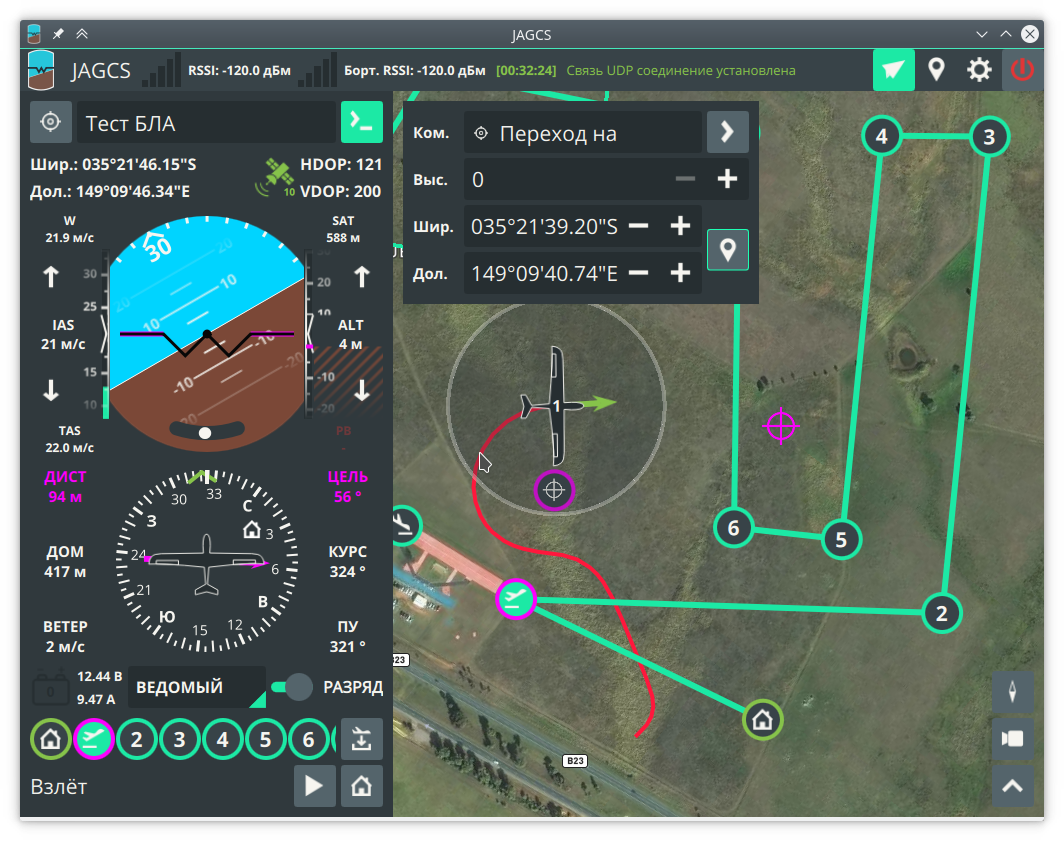 JAGCS
JAGCS
RSSI: -120.0 дБм
Борт. RSSI: -120.0 дБм
[00:32:24] Связь UDP соединение установлена
Тест БЛА
Шир.: 035°21'46.15"S
HDOP: 121
Дол.: 149°09'46.34"E
10
VDOP: 200
W
21.9 м/с
SAT
588 м
30
20
20
10
10
30
25
15
10
IAS
21 м/с
-10
-10
-20
-20
20
10
-10
-20
ALT
4 м
TAS
22.0 м/с
РВ
-
ДИСТ
94 м
ЦЕЛЬ
56 °
30
33
С
3
З
24
6
21
В
Ю
15
12
ДОМ
417 м
КУРС
324 °
ВЕТЕР
2 м/с
ПУ
321 °
0
12.44 В
9.47 А
ВЕДОМЫЙ
РАЗРЯД
2
3
4
5
6
Взлёт
Ком.
Переход на
Выс.
0
Шир.
035°21'39.20"S
Дол.
149°09'40.74"E
4
3
1
6
5
2
B23